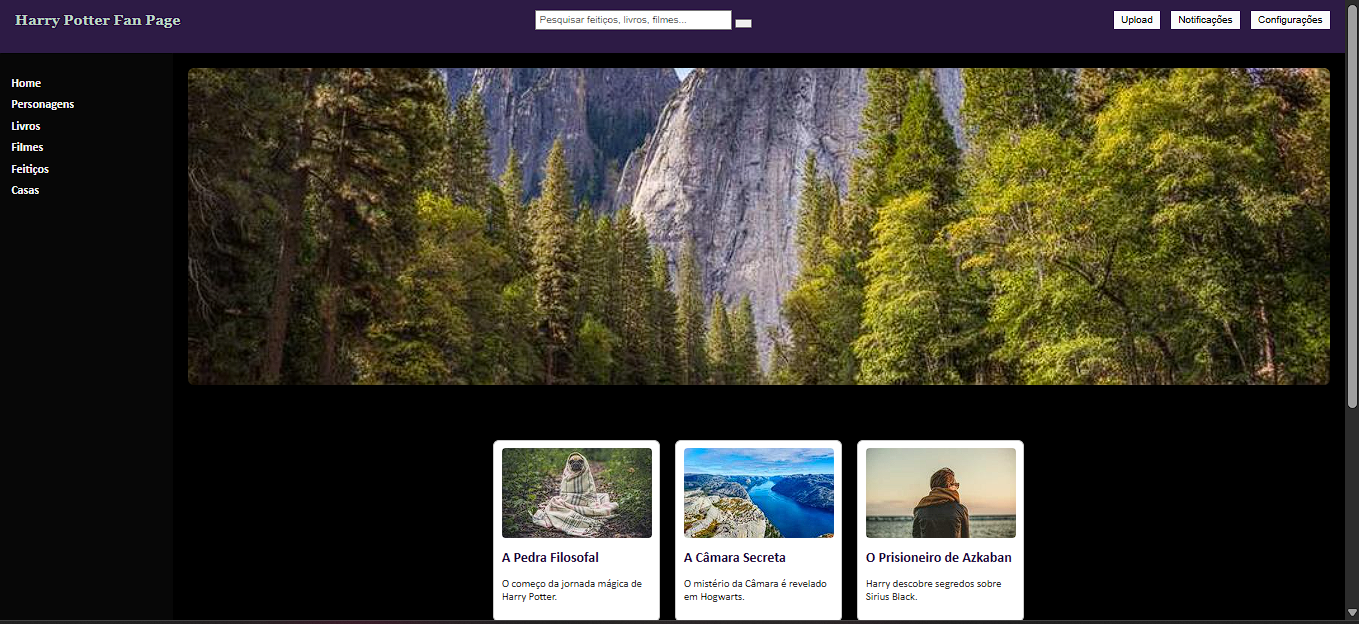 Harry Potter Fan Page
Pesquisar feitiços, livros, filmes...
Upload
Notificações
Configurações
Home
Personagens
Livros
Filmes
Feitiços
Casas
A Pedra Filosofal
O começo da jornada mágica de
Harry Potter.
A Câmara Secreta
O mistério da Câmara é revelado
em Hogwarts.
O Prisioneiro de Azkaban
Harry descobre segredos sobre
Sirius Black.